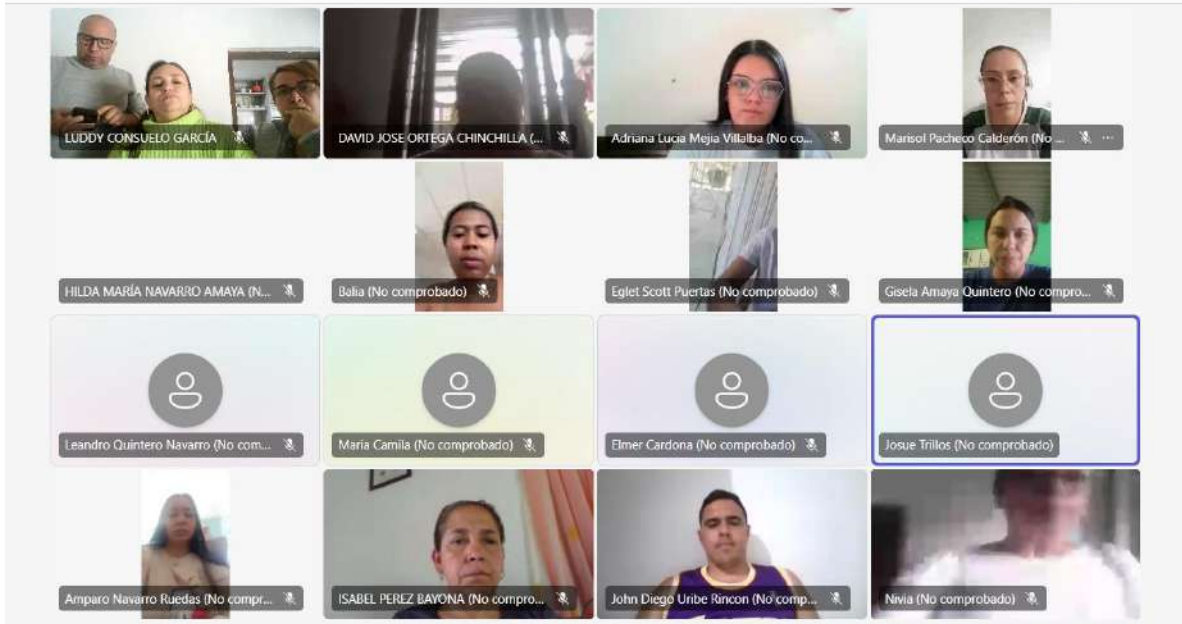 LUDDY CONSUELO GARCÍA
DAVID JOSE ORTEGA CHINCHILLA (...
Adriana Lucia Mejia Villalba (No co...
Marisol Pacheco Calderón (No ...
HILDA MARÍA NAVARRO AMAYA (N...
Balia (No comprobado)
Eglet Scott Puertas (No comprobado)
Gisela Amaya Quintero (No compro...
Leandro Quintero Navarro (No com...
Maria Camila (No comprobado)
Elmer Cardona (No comprobado)
Josue Trillos (No comprobado)
Amparo Navarro Ruedas (No compr...
ISABEL PEREZ BAYONA (No compro...
John Diego Uribe Rincon (No comp...
Nivia (No comprobado)